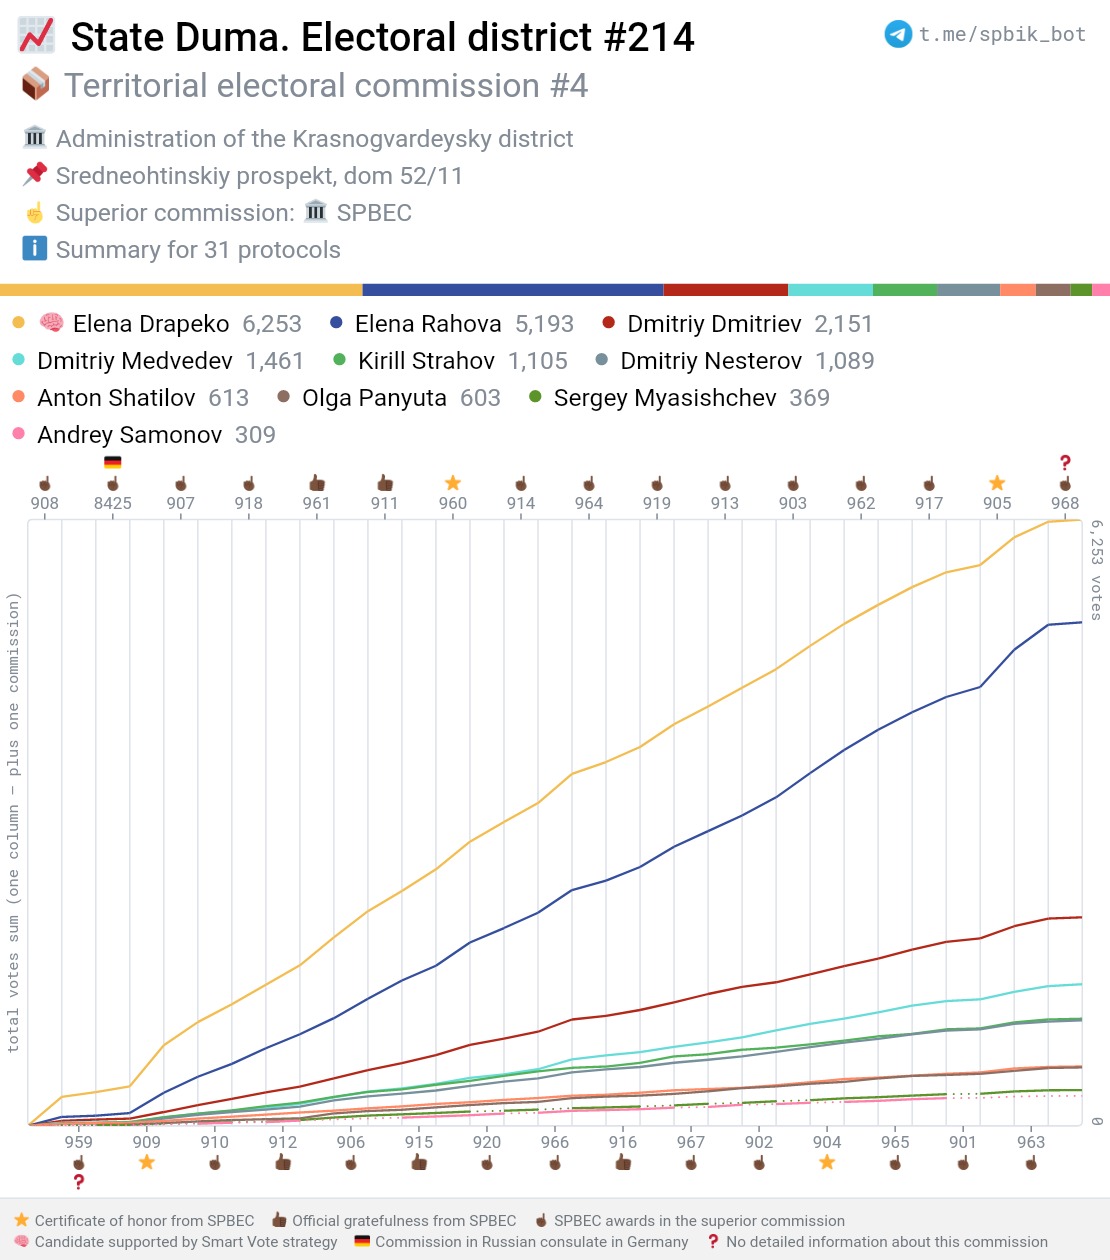 State Duma. Electoral district #214
t.me/spbik_bot
Territorial electoral commission #4
Administration of the Krasnogvardeysky district
Sredneohtinskiy prospekt, dom 52/11
Superior commission: SPBEC
Summary for 31 protocols
Elena Drapeko 6,253 Elena Rahova 5,193 Dmitriy Dmitriev 2,151
Dmitriy Medvedev 1,461 Kirill Strahov 1,105 Dmitriy Nesterov 1,089
Anton Shatilov 613 Olga Panyuta 603 Sergey Myasishchev 369
Andrey Samonov 309
908 8425 907 918 961 911 960 914 964 919 913 903 962 917 905 968
6,253 votes
total votes sum (one column – plus one commission)
0
959 909 910 912 906 915 920 966 916 967 902 904 965 901 963
Certificate of honor from SPBEC Official gratefulness from SPBEC SPBEC awards in the superior commission
Candidate supported by Smart Vote strategy Commission in Russian consulate in Germany No detailed information about this commission